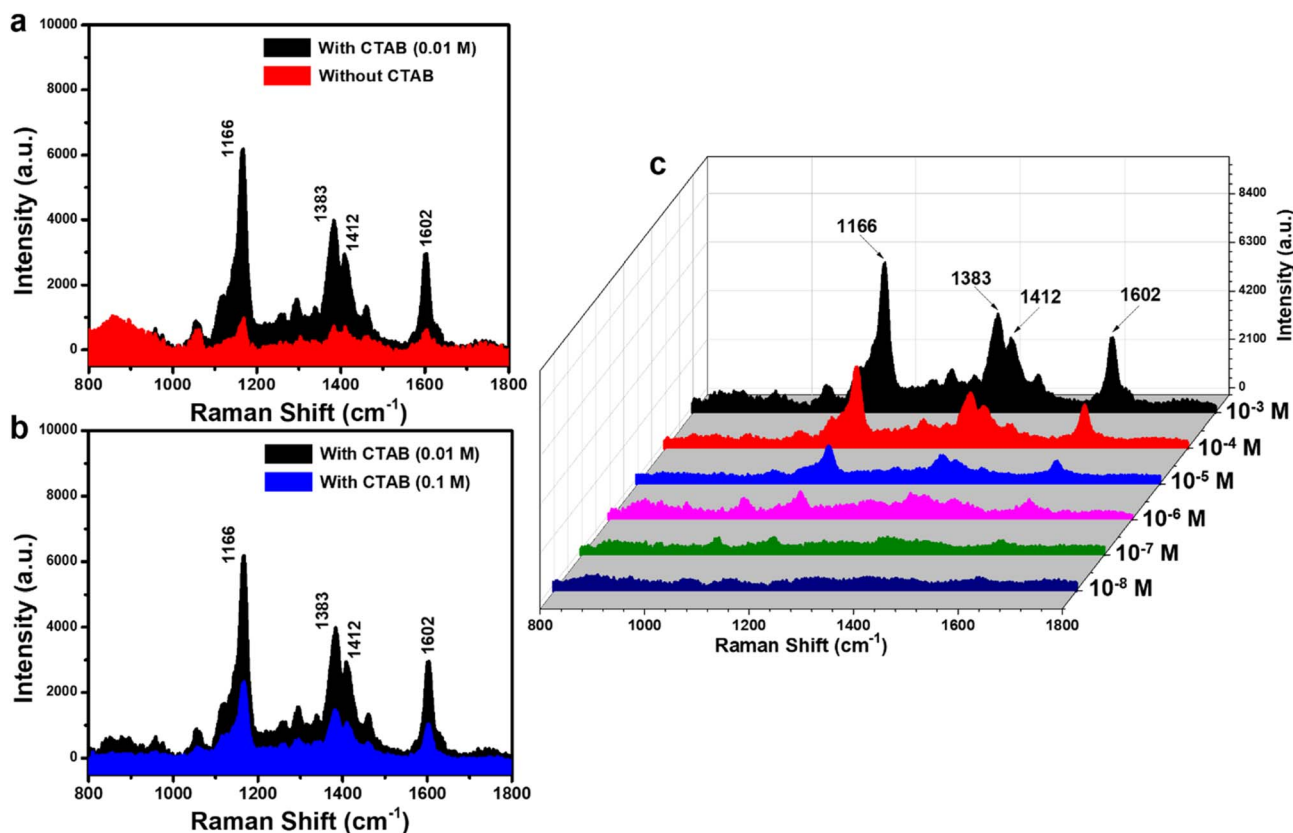 a
10000
8000
6000
4000
2000
0
Intensity (a.u.)
With CTAB (0.01 M)
Without CTAB
1166
1383
1412
1602
800 1000 1200 1400 1600 1800
Raman Shift (cm⁻¹)
b
10000
8000
6000
4000
2000
0
Intensity (a.u.)
With CTAB (0.01 M)
With CTAB (0.1 M)
1166
1383
1412
1602
800 1000 1200 1400 1600 1800
Raman Shift (cm⁻¹)
c
1166
1383
1412
1602
8400
6300
4200
2100
0
Intensity (a.u.)
10⁻³ M
10⁻⁴ M
10⁻⁵ M
10⁻⁶ M
10⁻⁷ M
10⁻⁸ M
800 1000 1200 1400 1600 1800
Raman Shift (cm⁻¹)